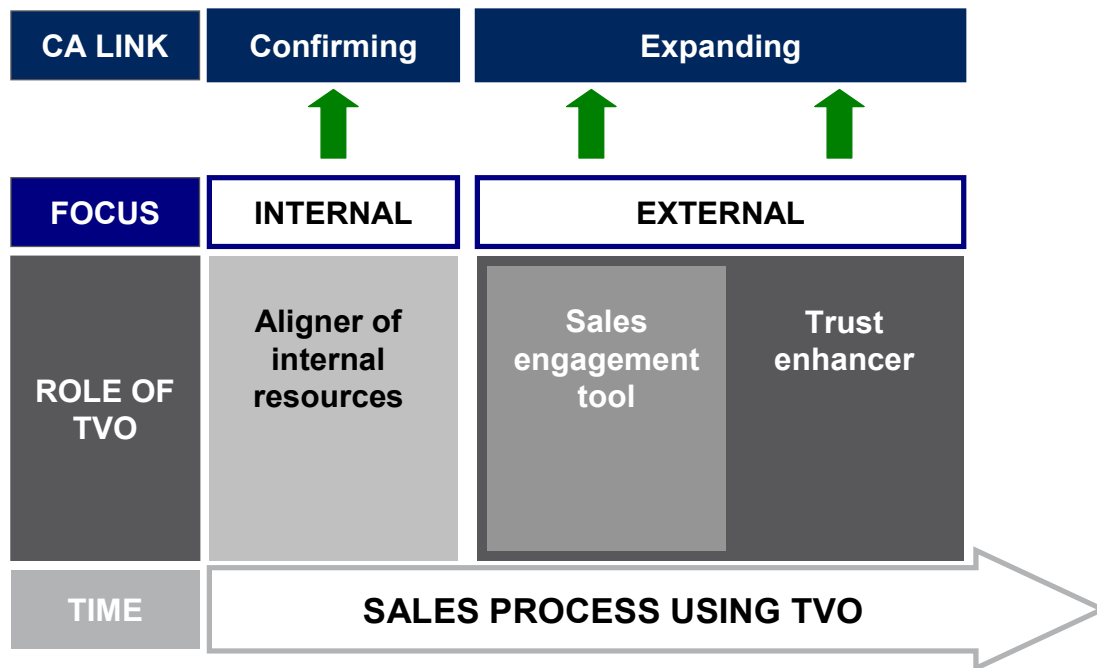 CA LINK
Confirming
Expanding
FOCUS
INTERNAL
EXTERNAL
ROLE OF
TVO
Aligner of
internal
resources
Sales
engagement
tool
Trust
enhancer
TIME
SALES PROCESS USING TVO